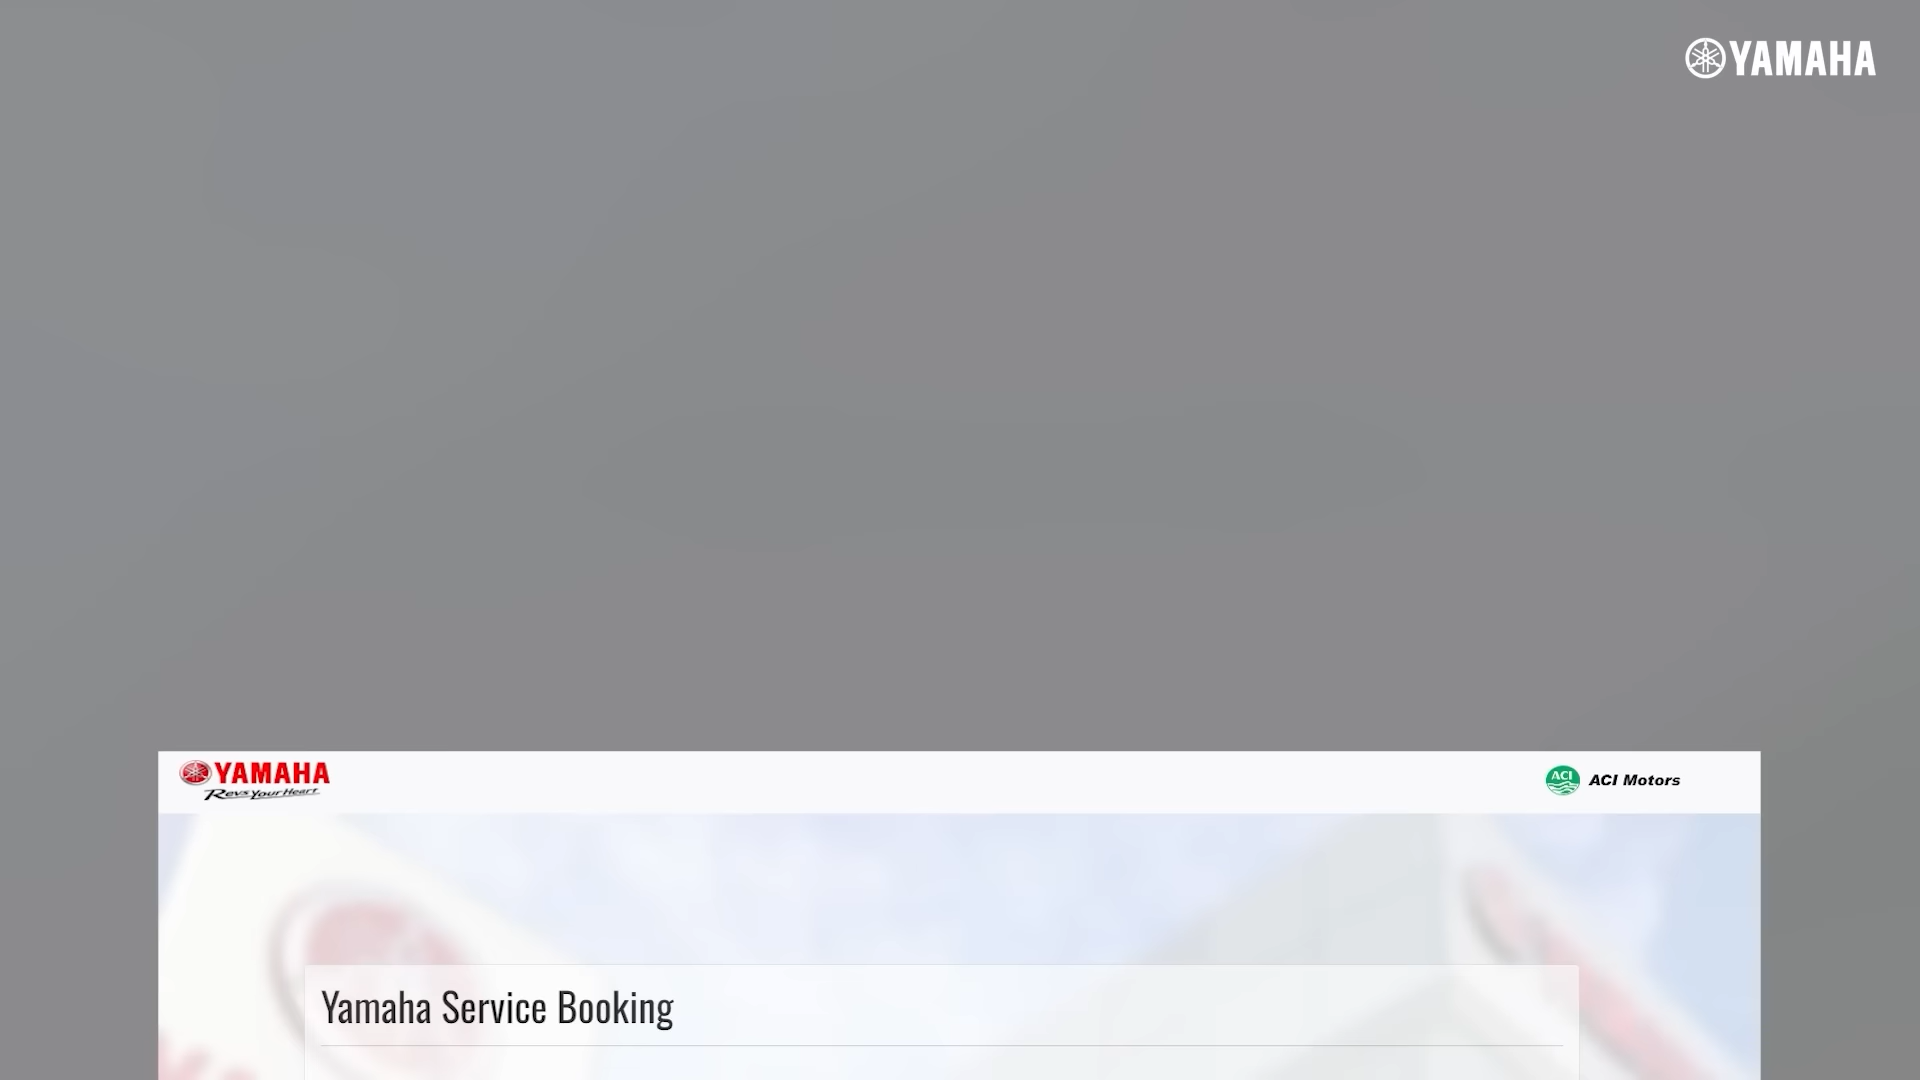 YAMAHA
YAMAHA
Revs Your Heart
ACI
ACI Motors
Yamaha Service Booking